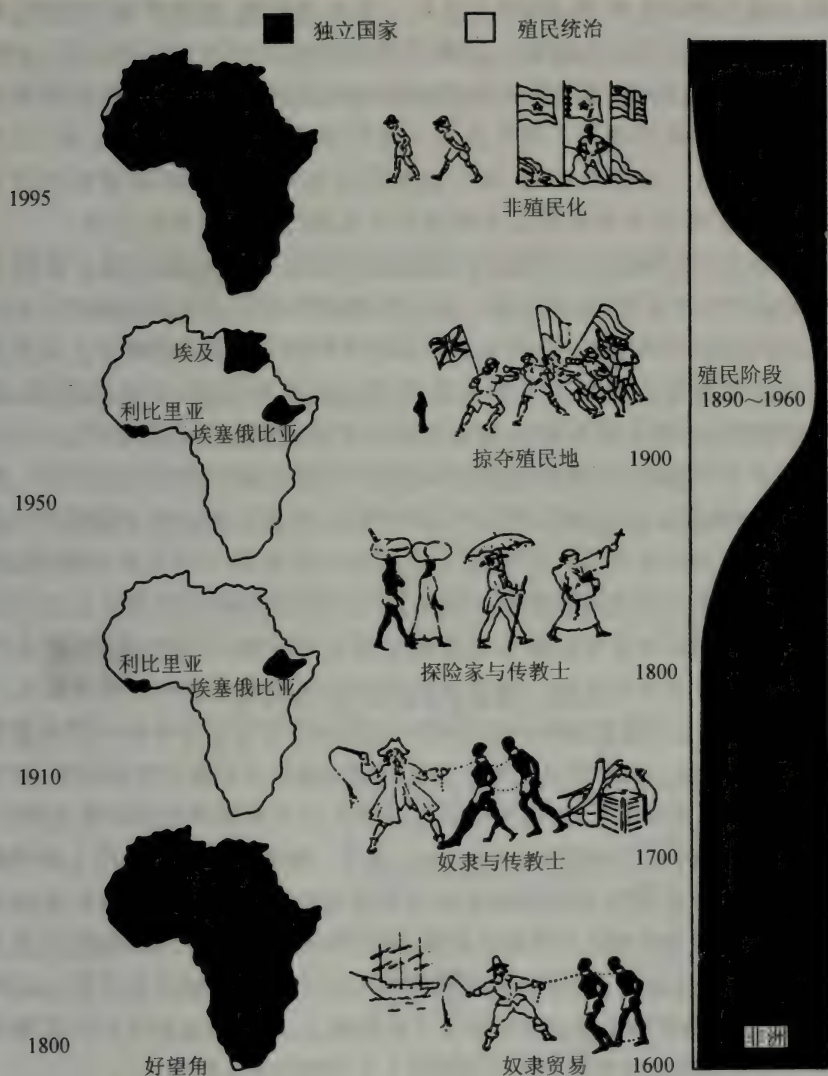 独立国家 殖民统治
1995
非殖民化
埃及
利比里亚
埃塞俄比亚
掠夺殖民地 1900
殖民阶段
1890～1960
1950
利比里亚
埃塞俄比亚
探险家与传教士 1800
1910
奴隶与传教士 1700
1800
好望角
奴隶贸易 1600
非洲